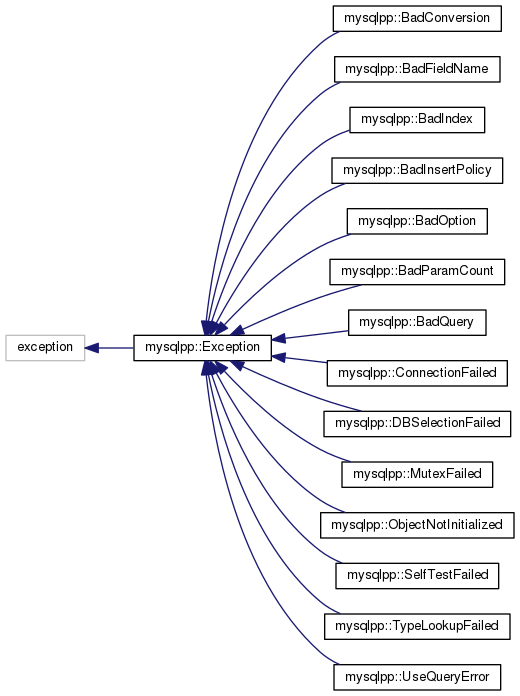 mysqlpp::BadConversion
mysqlpp::BadFieldName
mysqlpp::BadIndex
mysqlpp::BadInsertPolicy
mysqlpp::BadOption
mysqlpp::BadParamCount
mysqlpp::BadQuery
exception
mysqlpp::Exception
mysqlpp::ConnectionFailed
mysqlpp::DBSelectionFailed
mysqlpp::MutexFailed
mysqlpp::ObjectNotInitialized
mysqlpp::SelfTestFailed
mysqlpp::TypeLookupFailed
mysqlpp::UseQueryError